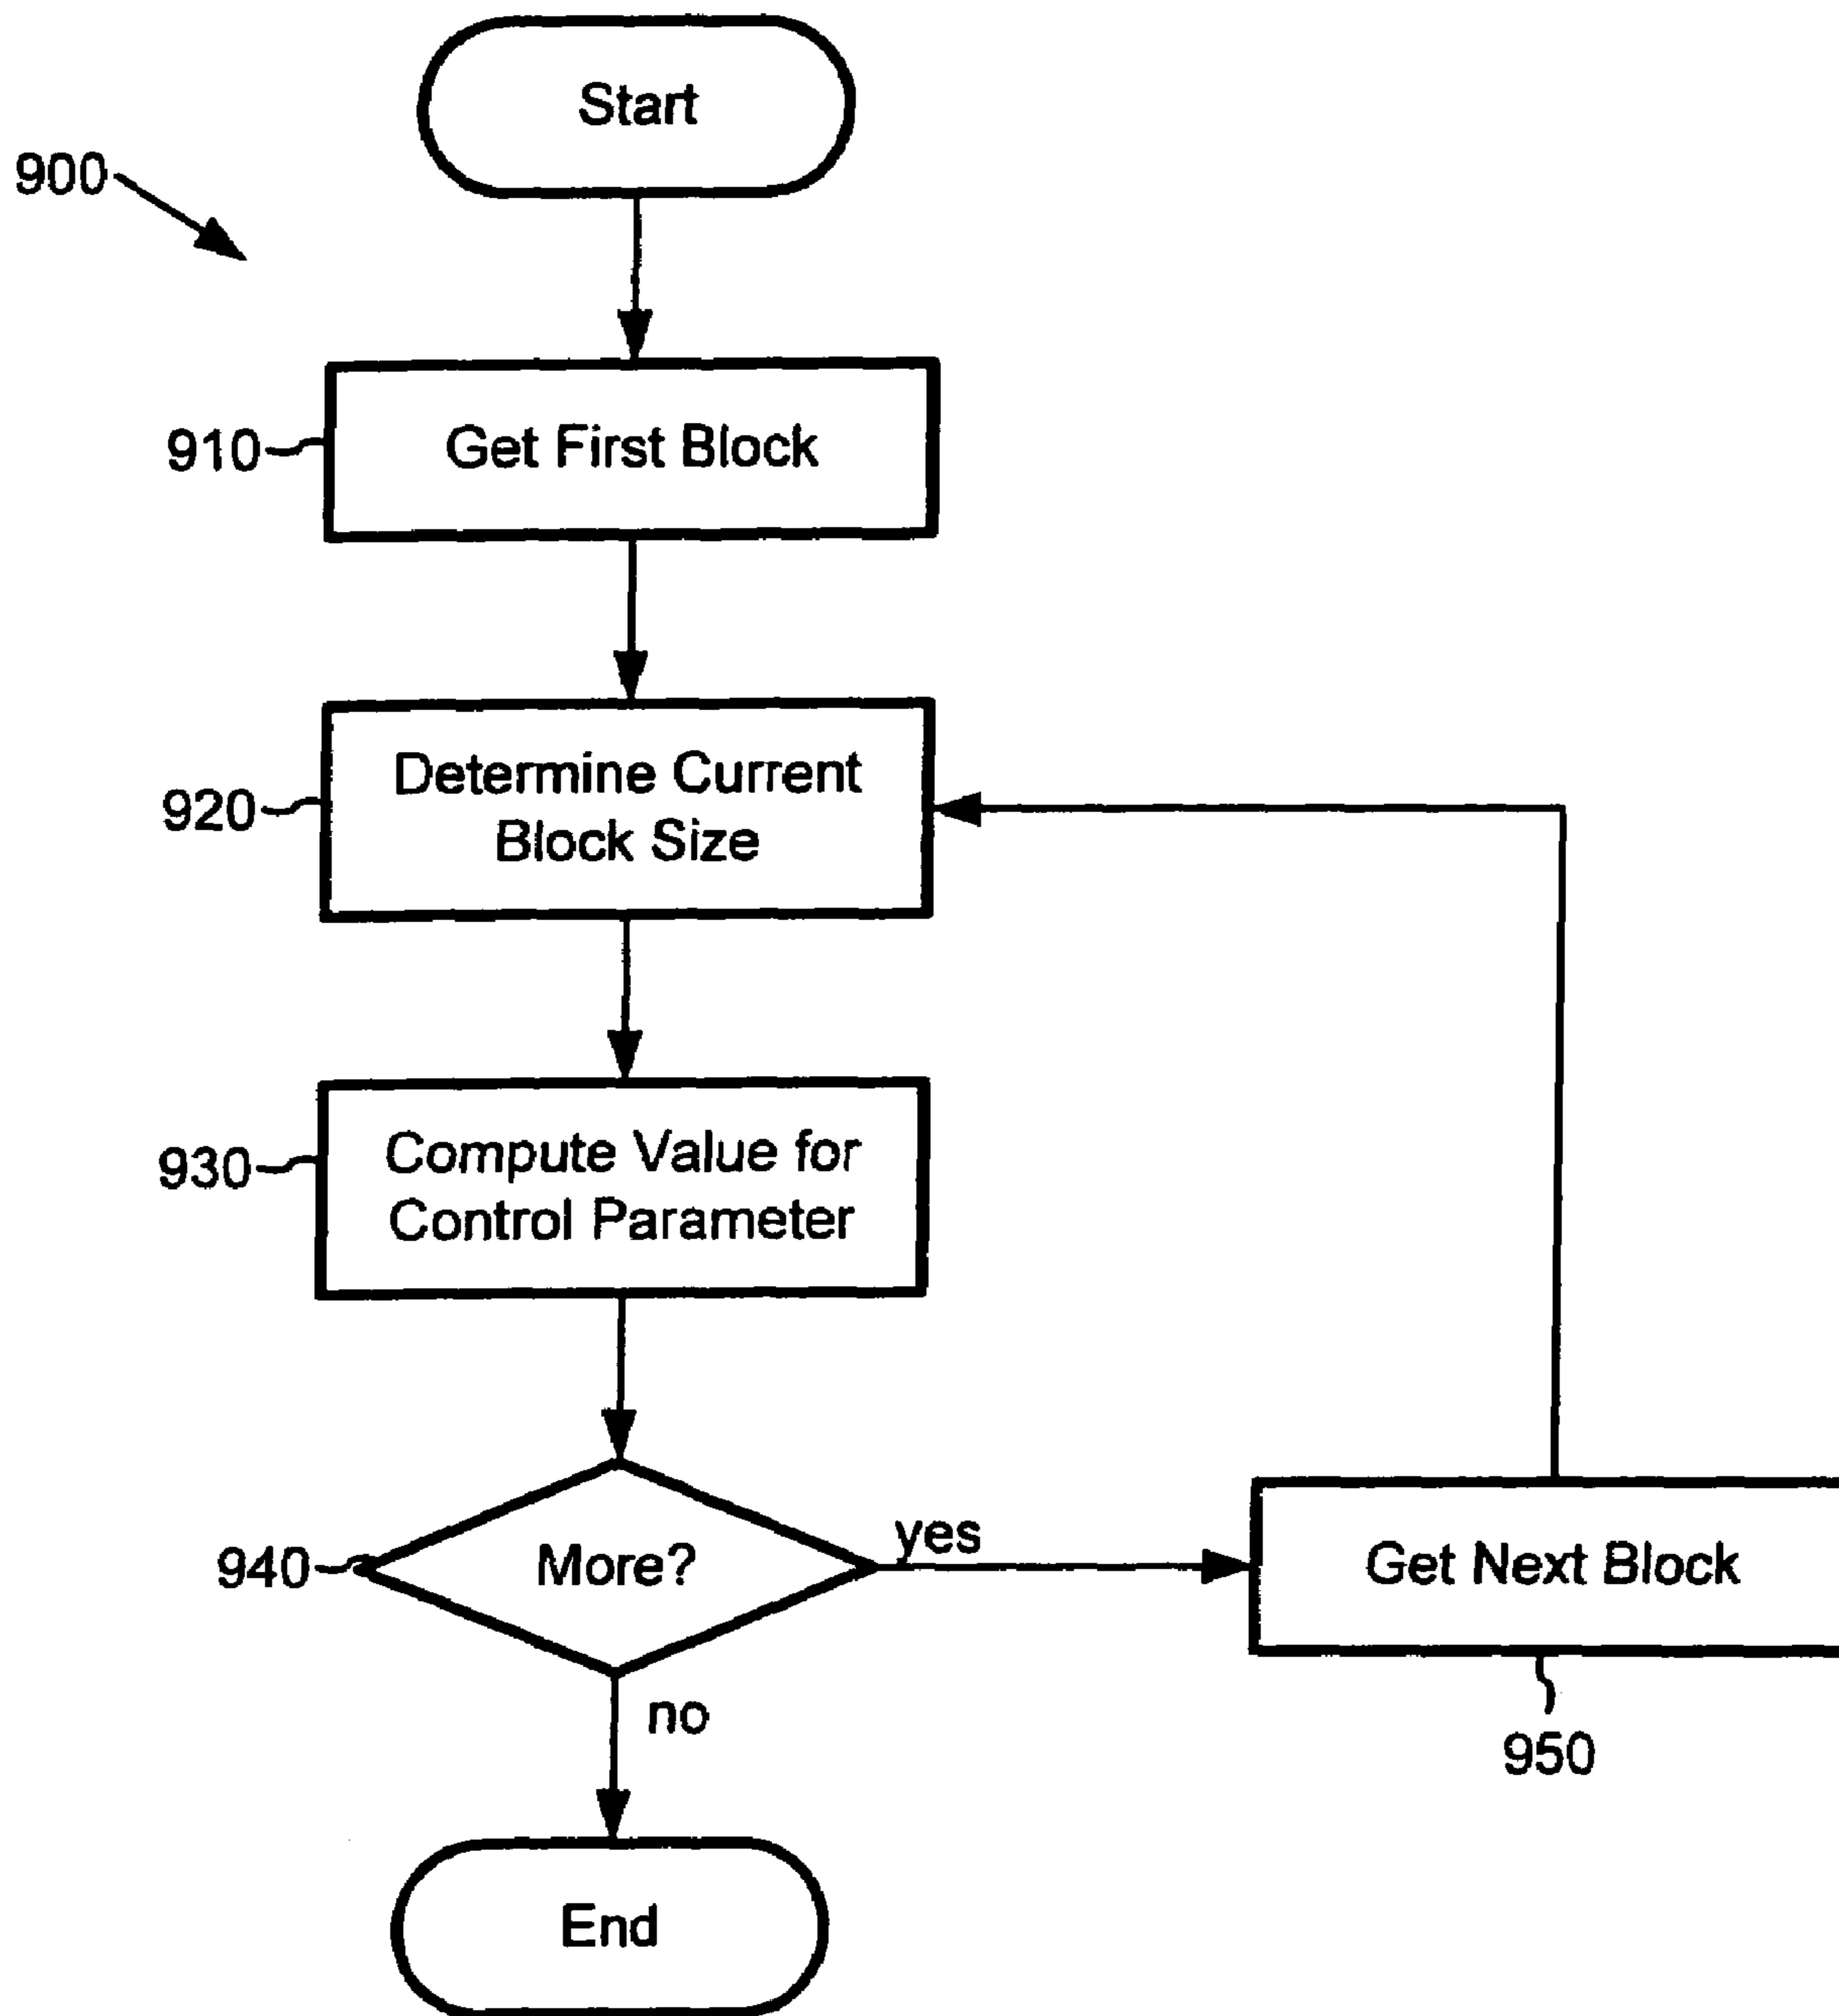 Start
900
910
Get First Block
920
Determine Current
Block Size
930
Compute Value for
Control Parameter
940
More?
yes
Get Next Block
no
950
End